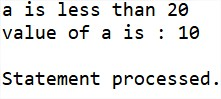 a is less than 20
value of a is : 10
Statement processed.